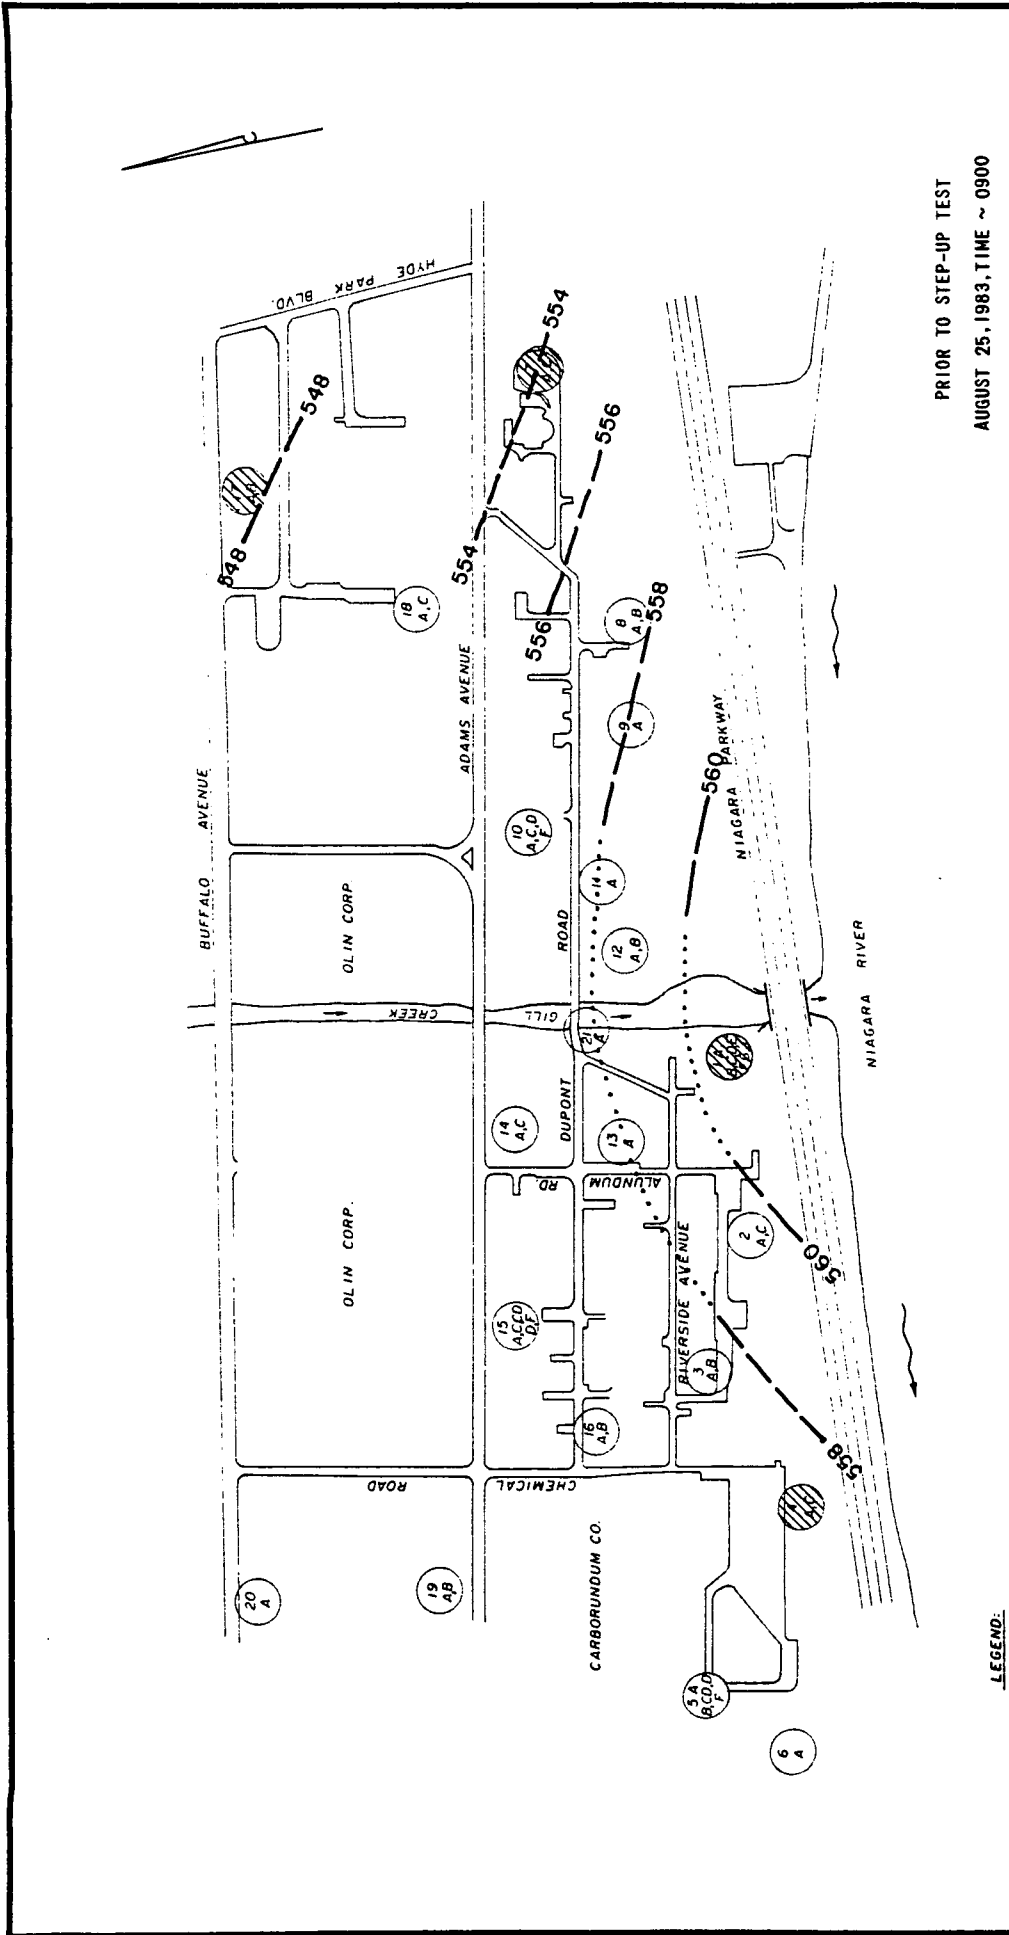 PRIOR TO STEP-UP TEST
AUGUST 25, 1983, TIME ~ 0900
LEGEND:
BUFFALO AVENUE
ADAMS AVENUE
HYDE PARK BLVD.
OLIN CORP.
OLIN CORP.
GILL CREEK
DUPONT ROAD
ALUNDUM RD.
RIVERSIDE AVENUE
CHEMICAL ROAD
CARBORUNDUM CO.
NIAGARA PARKWAY
NIAGARA RIVER
548
548
554
554
556
556
558
558
560
560
20
A
19
A,B
18
A,C
16
A,B
15
A,C,CD
D,F
14
A,C
13
A
21
A
12
A,B
A
10
A,C,D
F
9
A
8
A,B
2
A,C
3
A,B
5 A
B,CD,D
F
6
A